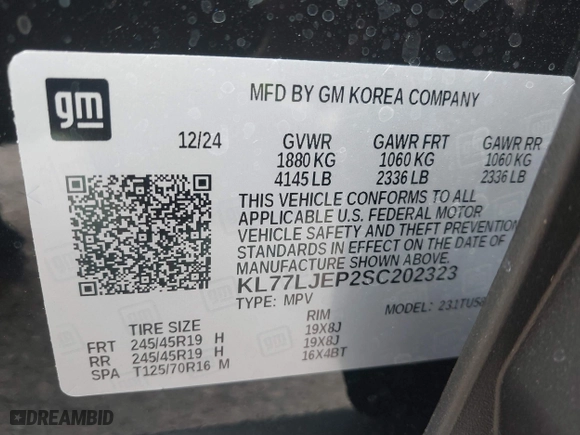 gm
MFD BY GM KOREA COMPANY
12/24 GVWR GAWR FRT GAWR RR
1880 KG 1060 KG 1060 KG
4145 LB 2336 LB 2336 LB
THIS VEHICLE CONFORMS TO ALL
APPLICABLE U.S. FEDERAL MOTOR
VEHICLE SAFETY AND THEFT PREVENTION
STANDARDS IN EFFECT ON THE DATE OF
MANUFACTURE SHOWN ABOVE.
KL77LJEP2SC202323
TYPE: MPV MODEL: 231TU58
TIRE SIZE RIM
FRT 245/45R19 H 19X8J
RR 245/45R19 H 19X8J
SPA T125/70R16 M 16X4BT
DREAMBID